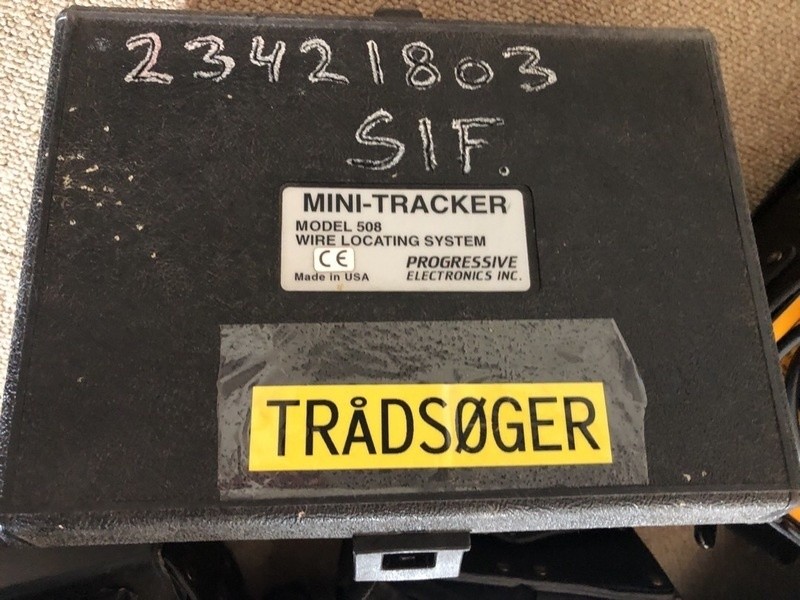 23421803
SIF.
MINI-TRACKER
MODEL 508
WIRE LOCATING SYSTEM
CE
Made in USA
PROGRESSIVE
ELECTRONICS INC.
TRÅDSØGER